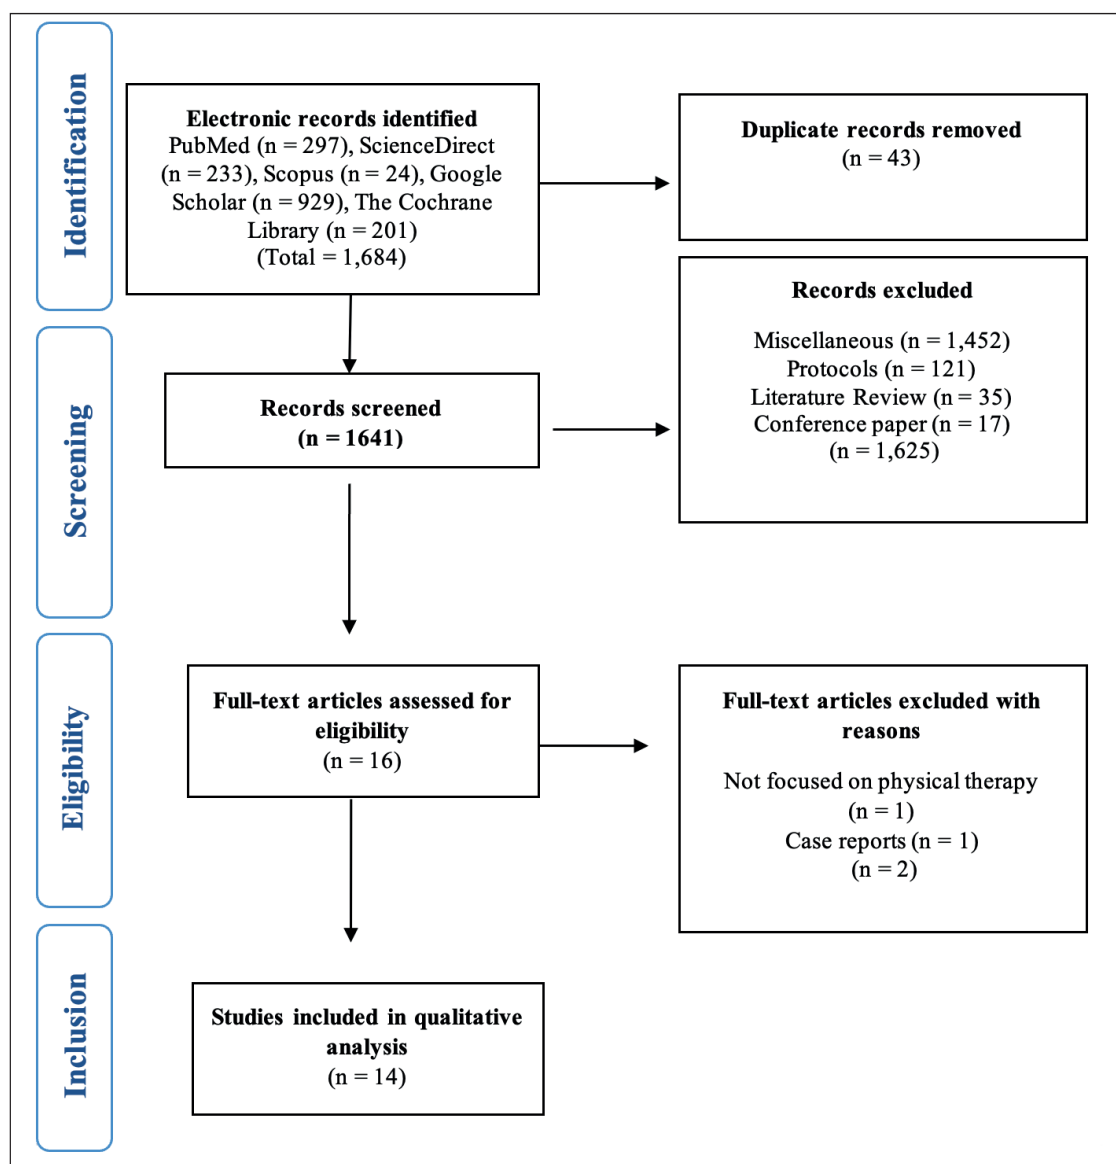 Identification
Electronic records identified
PubMed (n = 297), ScienceDirect
(n = 233), Scopus (n = 24), Google
Scholar (n = 929), The Cochrane
Library (n = 201)
(Total = 1,684)
Duplicate records removed
(n = 43)
Screening
Records screened
(n = 1641)
Records excluded
Miscellaneous (n = 1,452)
Protocols (n = 121)
Literature Review (n = 35)
Conference paper (n = 17)
(n = 1,625)
Eligibility
Full-text articles assessed for
eligibility
(n = 16)
Full-text articles excluded with
reasons
Not focused on physical therapy
(n = 1)
Case reports (n = 1)
(n = 2)
Inclusion
Studies included in qualitative
analysis
(n = 14)